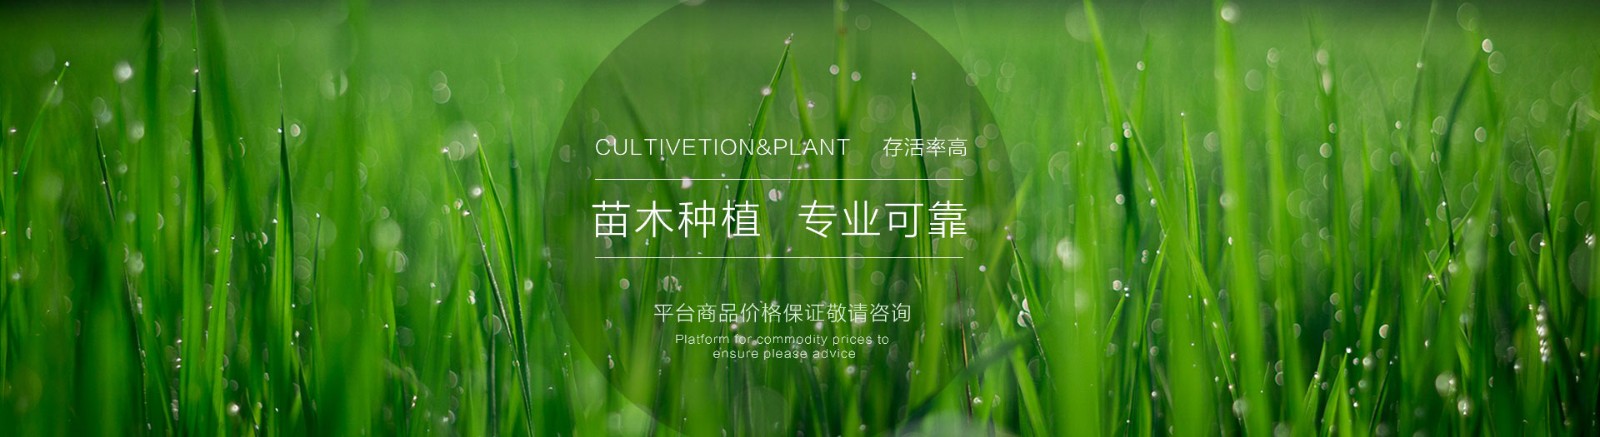 CULTIVETION&PLANT 存活率高
苗木种植 专业可靠
平台商品价格保证敬请咨询
Platform for commodity prices to
ensure please advice